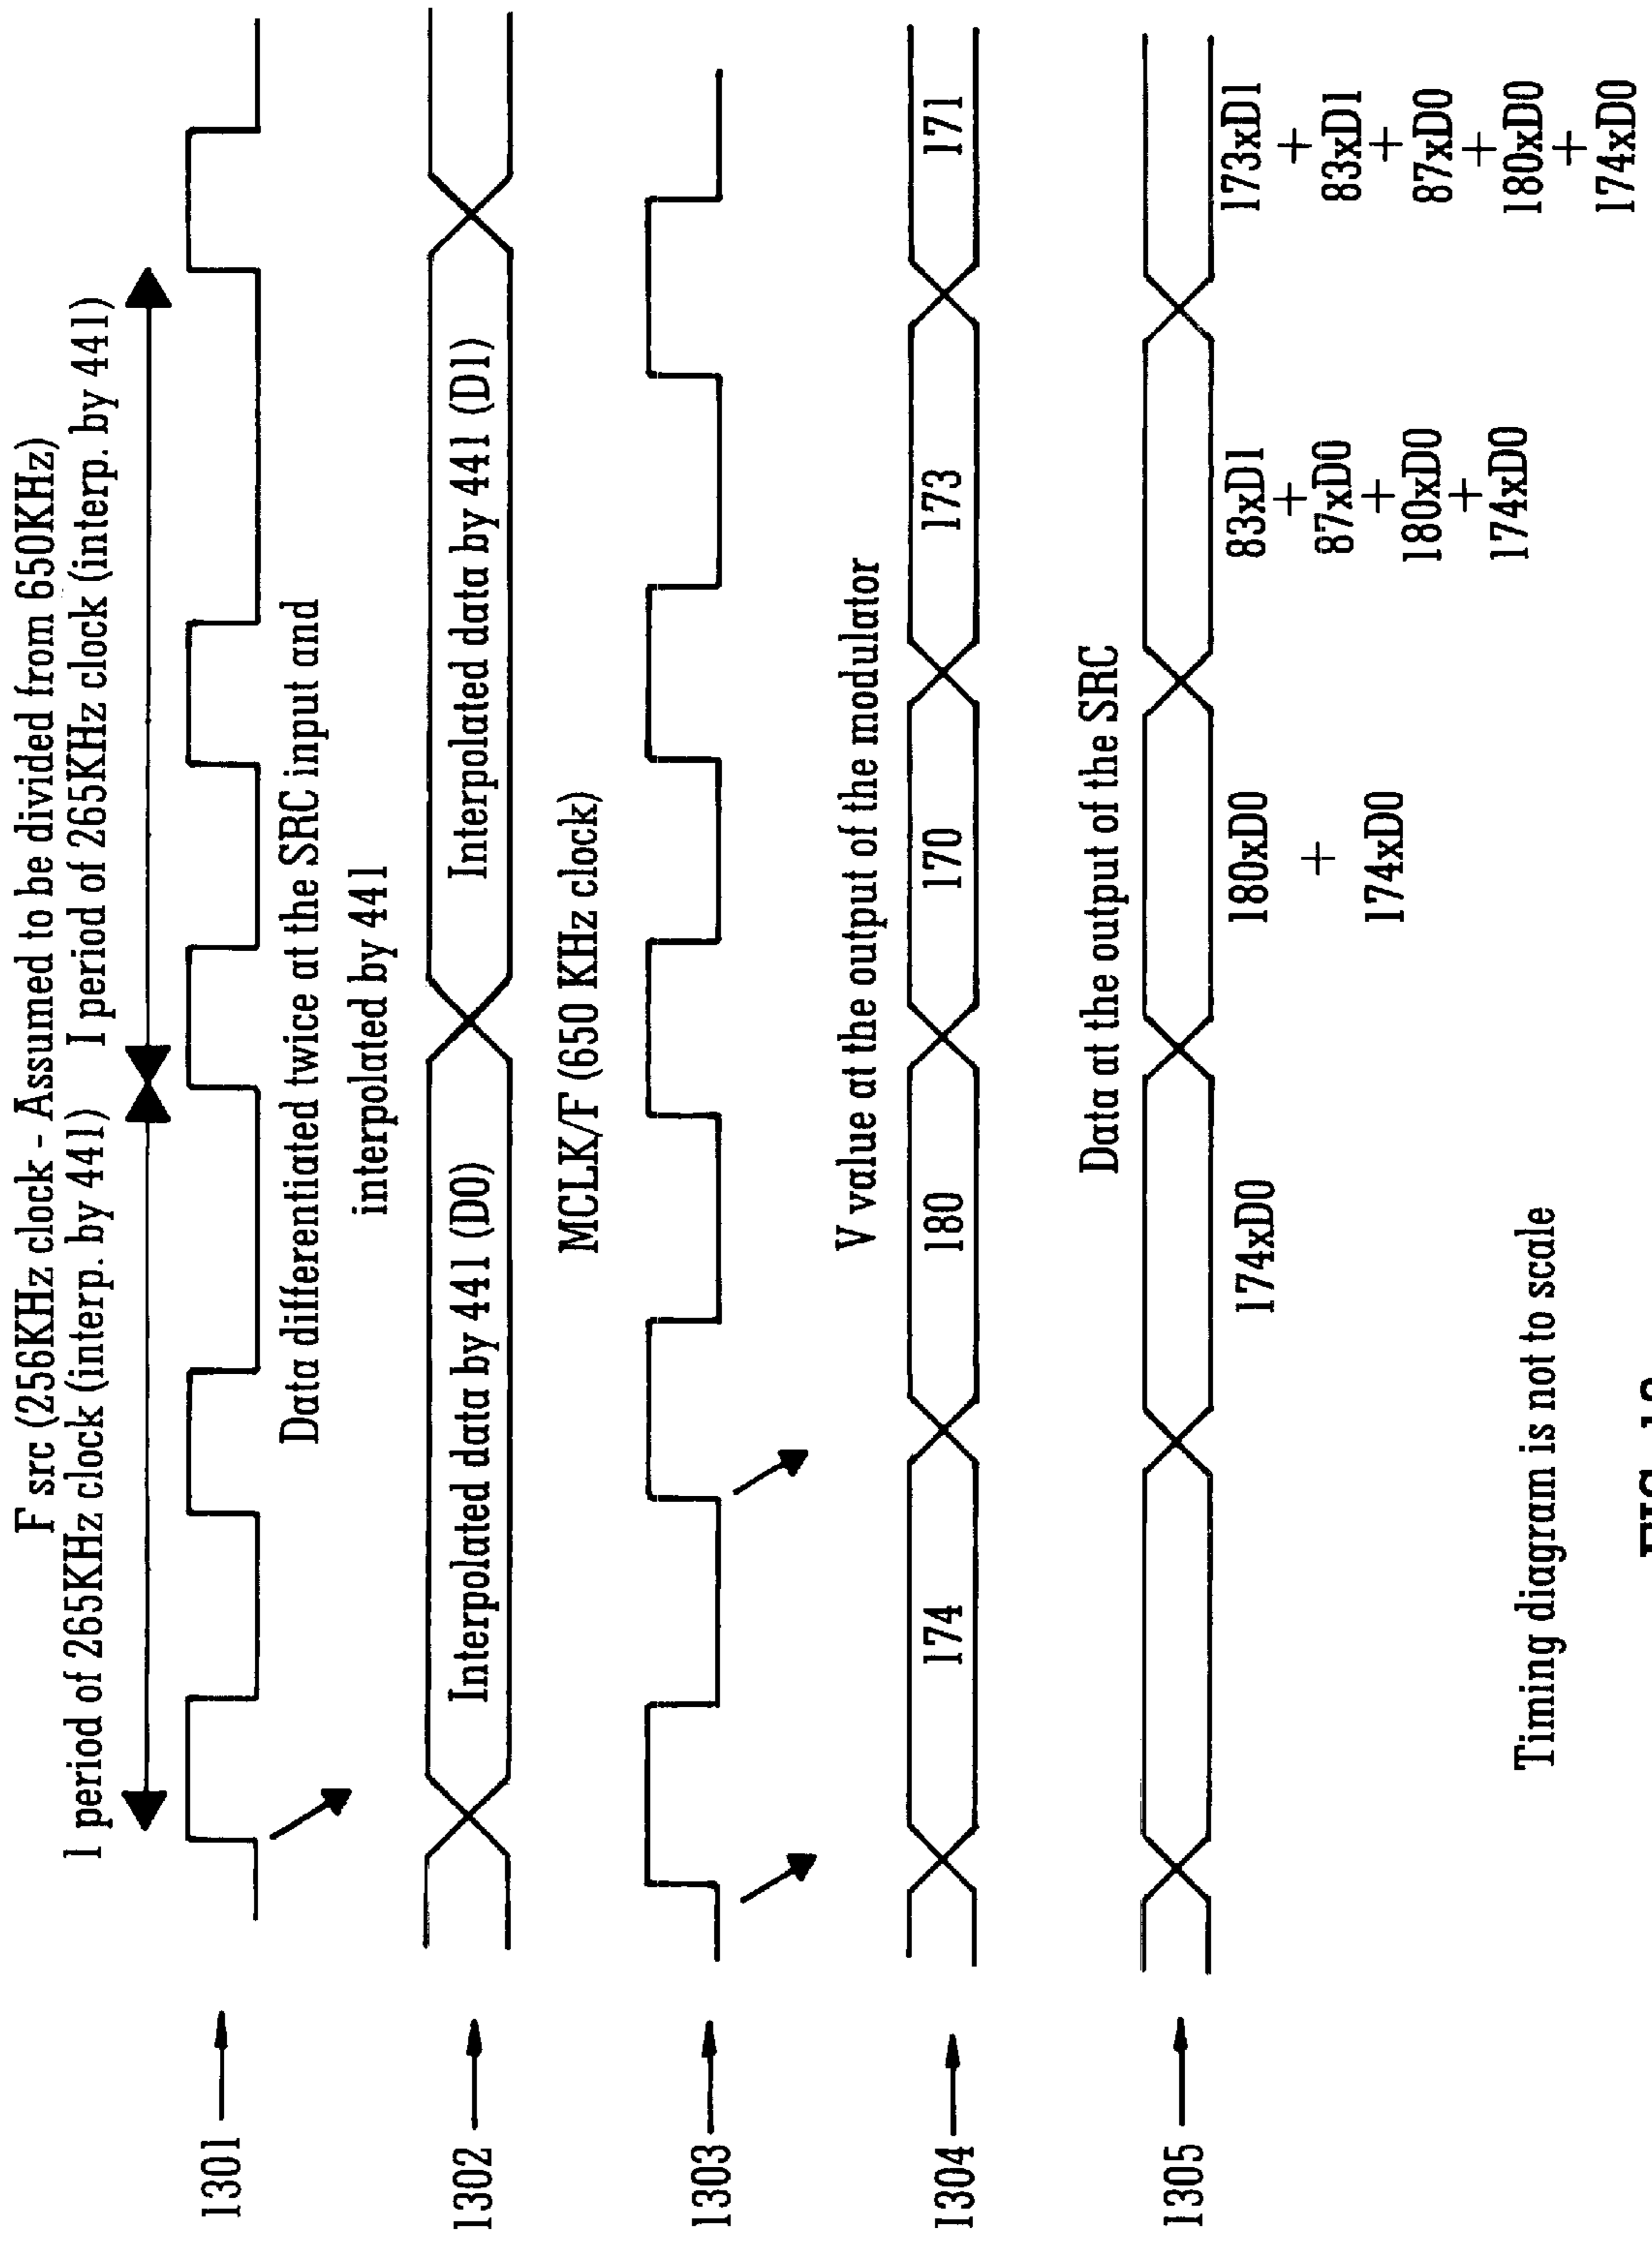 F src (256KHz clock - Assumed to be divided from 650KHz)
1 period of 265KHz clock (interp. by 441) 1 period of 265KHz clock (interp. by 441)
1301
Data differentiated twice at the SRC input and
interpolated by 441
1302
Interpolated data by 441 (D0) Interpolated data by 441 (D1)
MCLK/F (650 KHz clock)
1303
V value at the output of the modulator
1304
174 180 170 173 171
Data at the output of the SRC
1305
174xD0
180xD0
+
174xD0
83xD1
+
87xD0
+
180xD0
+
174xD0
173xD1
+
83xD1
+
87xD0
+
180xD0
+
174xD0
Timing diagram is not to scale